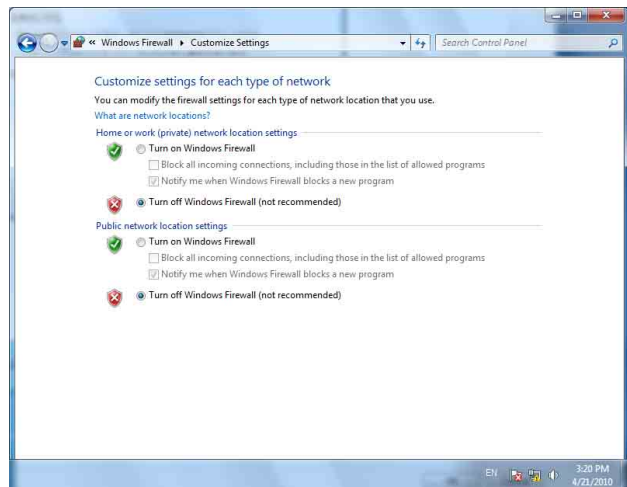 « Windows Firewall ▸ Customize Settings
Search Control Panel
Customize settings for each type of network
You can modify the firewall settings for each type of network location that you use.
What are network locations?
Home or work (private) network location settings
Turn on Windows Firewall
Block all incoming connections, including those in the list of allowed programs
Notify me when Windows Firewall blocks a new program
Turn off Windows Firewall (not recommended)
Public network location settings
Turn on Windows Firewall
Block all incoming connections, including those in the list of allowed programs
Notify me when Windows Firewall blocks a new program
Turn off Windows Firewall (not recommended)
EN
3:20 PM
4/21/2010